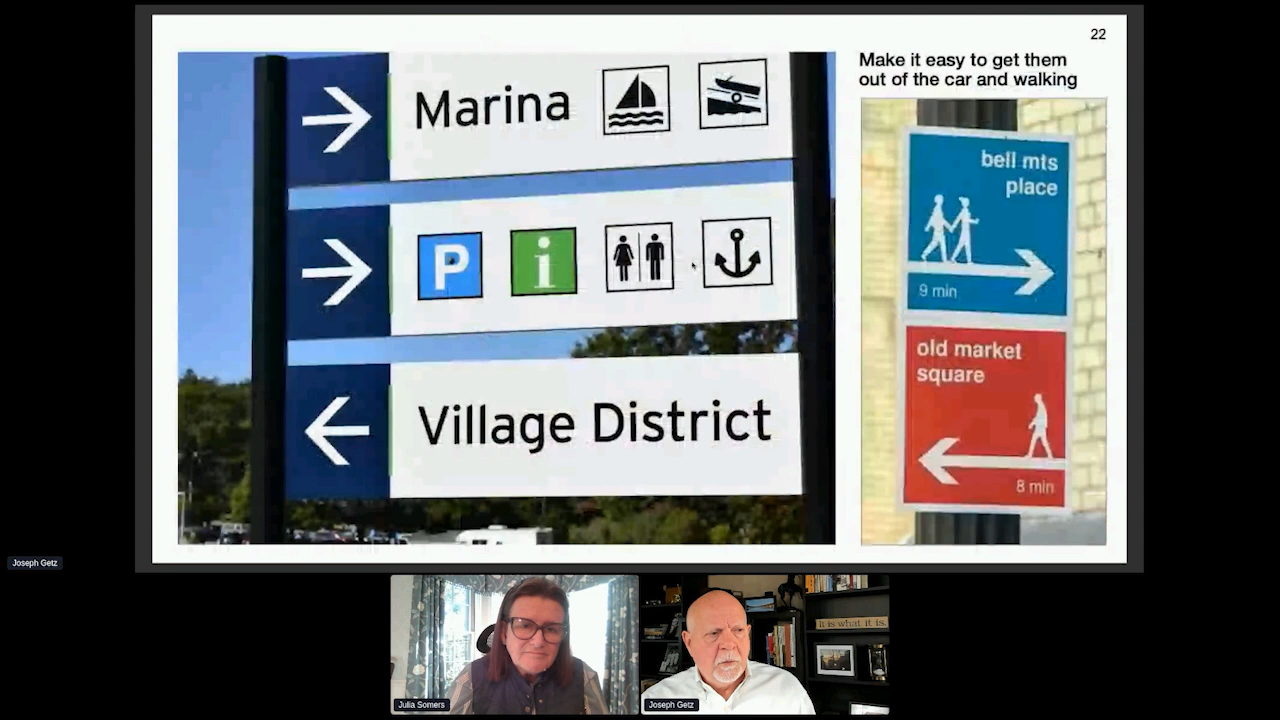 22
Make it easy to get them
out of the car and walking
Marina
P i
Village District
bell mts
place
9 min
old market
square
8 min
Joseph Getz
It is what it is.
Julia Somers
Joseph Getz